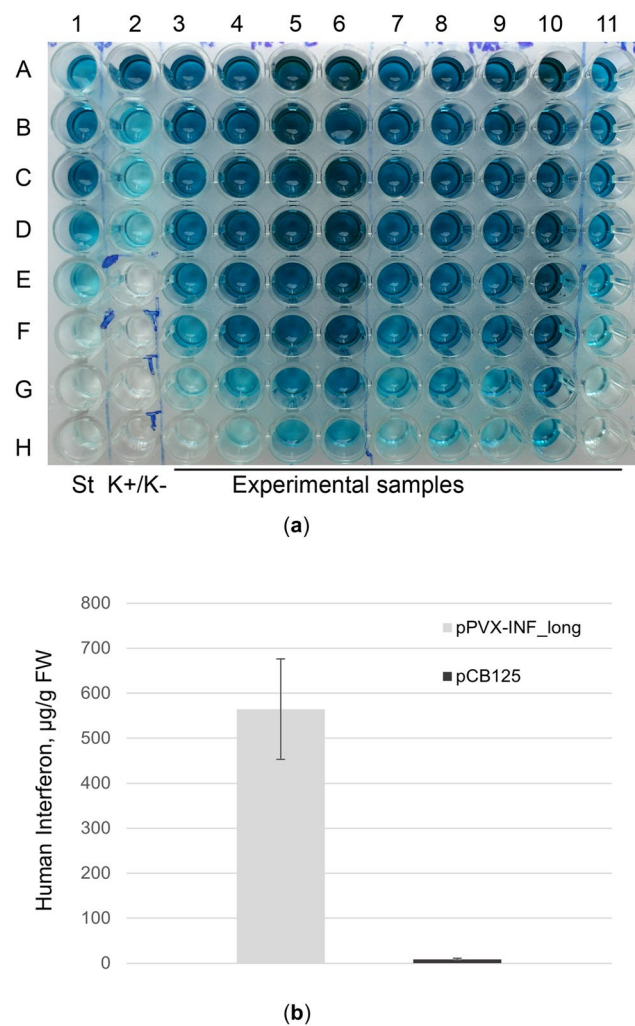 1 2 3 4 5 6 7 8 9 10 11
A
B
C
D
E
F
G
H
St K+/K- Experimental samples
(a)
800
700
600
500
400
300
200
100
0
Human Interferon, µg/g FW
pPVX-INF_long
pCB125
(b)